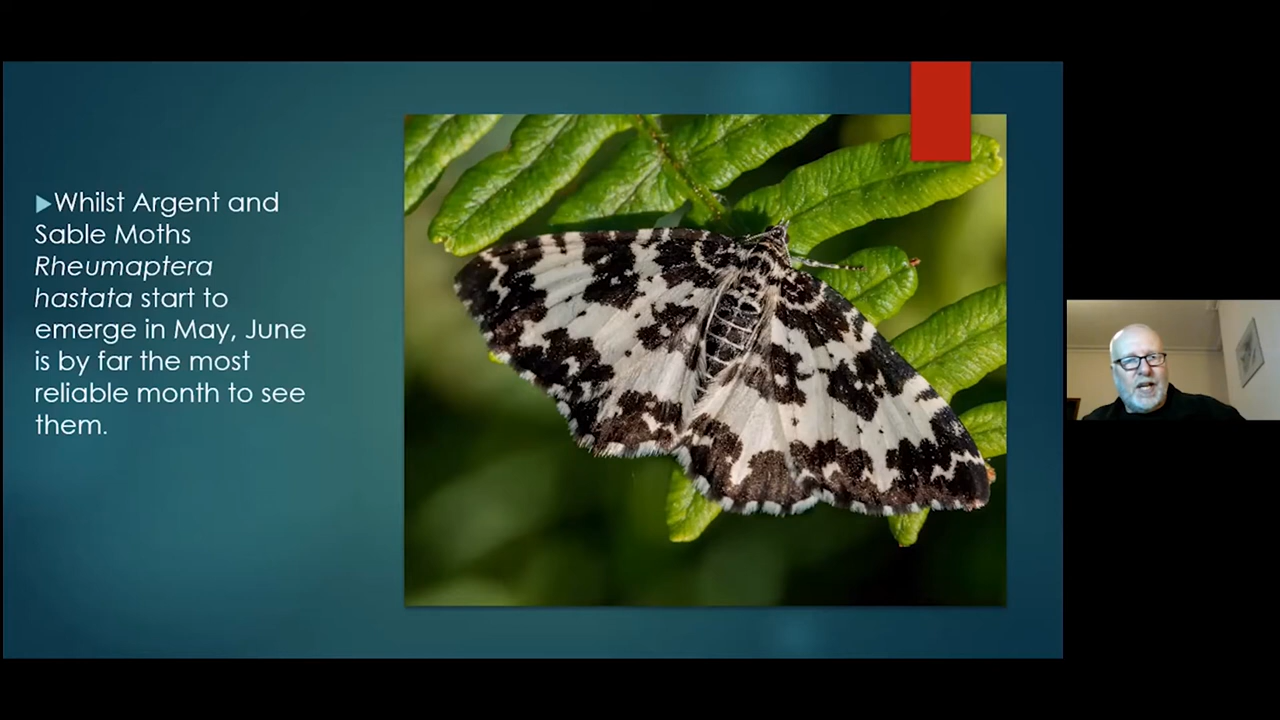 Whilst Argent and
Sable Moths
Rheumaptera
hastata start to
emerge in May, June
is by far the most
reliable month to see
them.